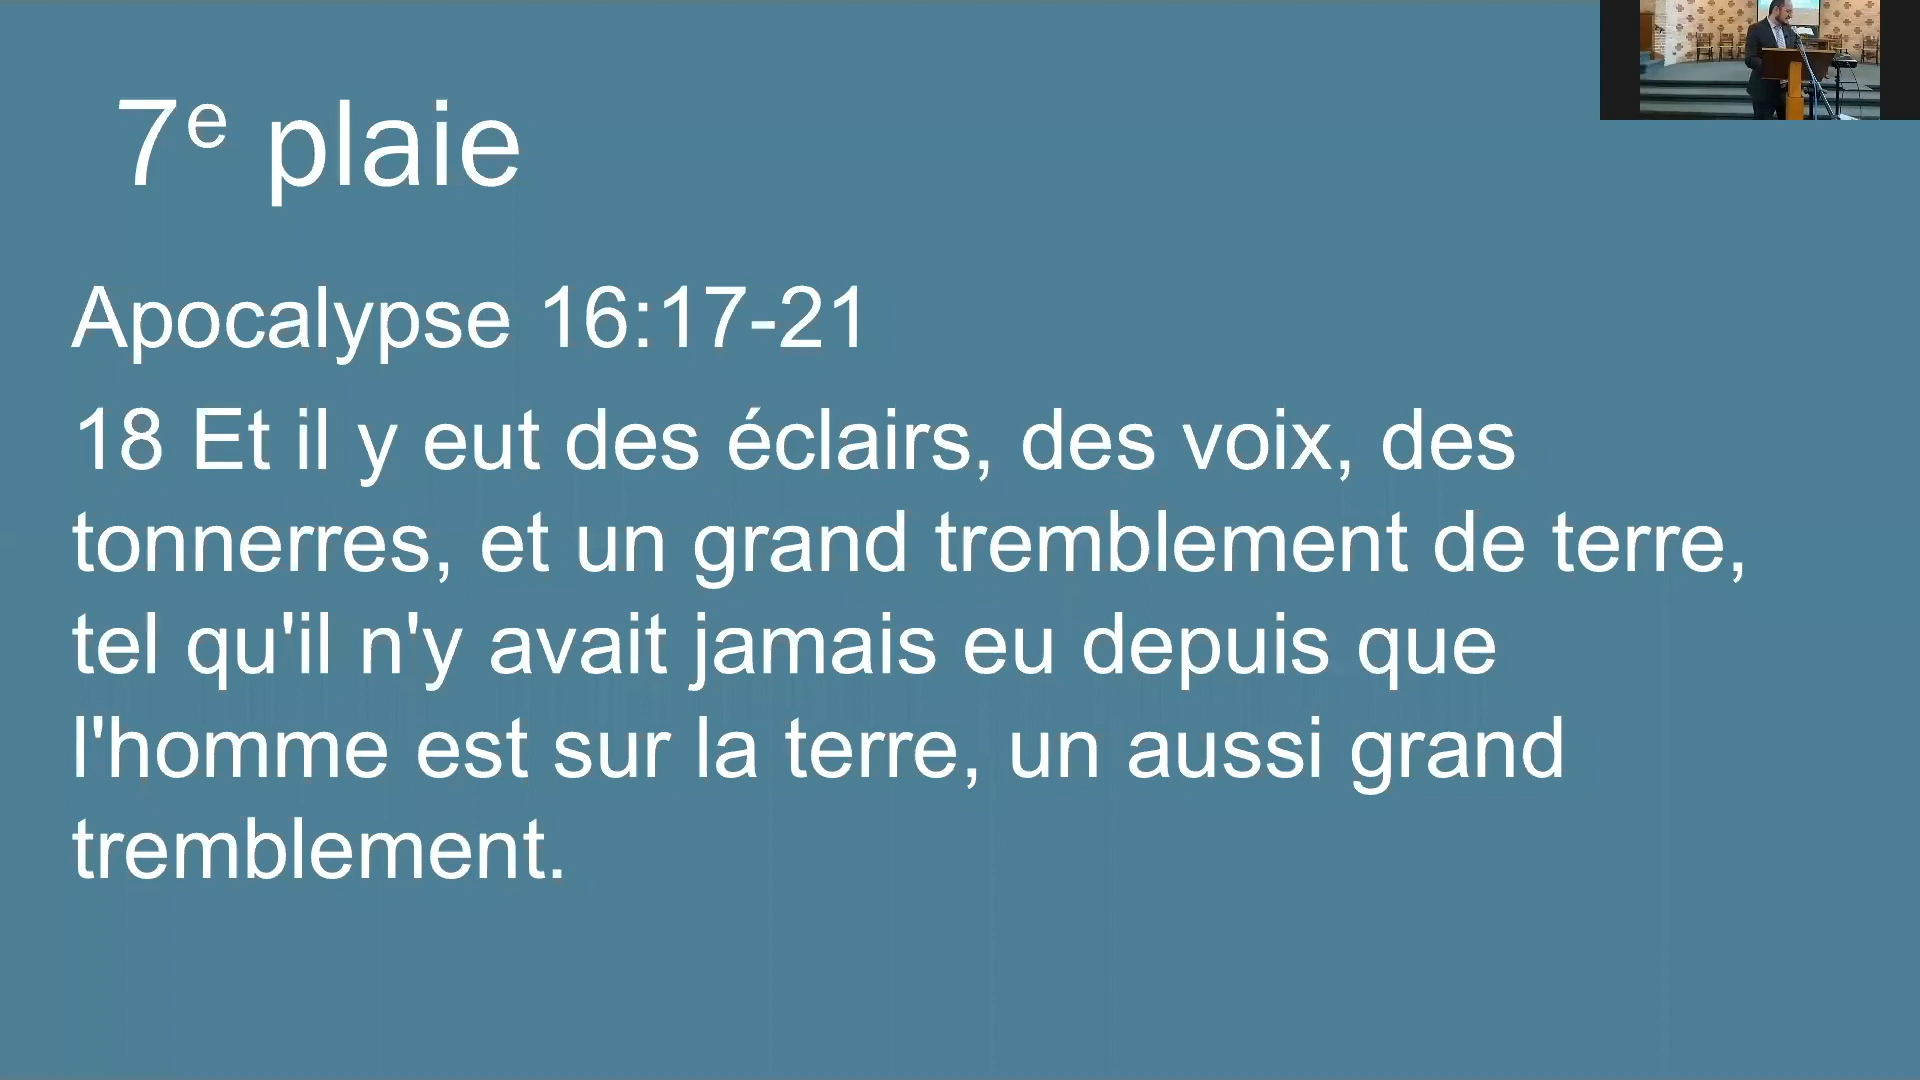 7e plaie
Apocalypse 16:17-21
18 Et il y eut des éclairs, des voix, des
tonnerres, et un grand tremblement de terre,
tel qu'il n'y avait jamais eu depuis que
l'homme est sur la terre, un aussi grand
tremblement.